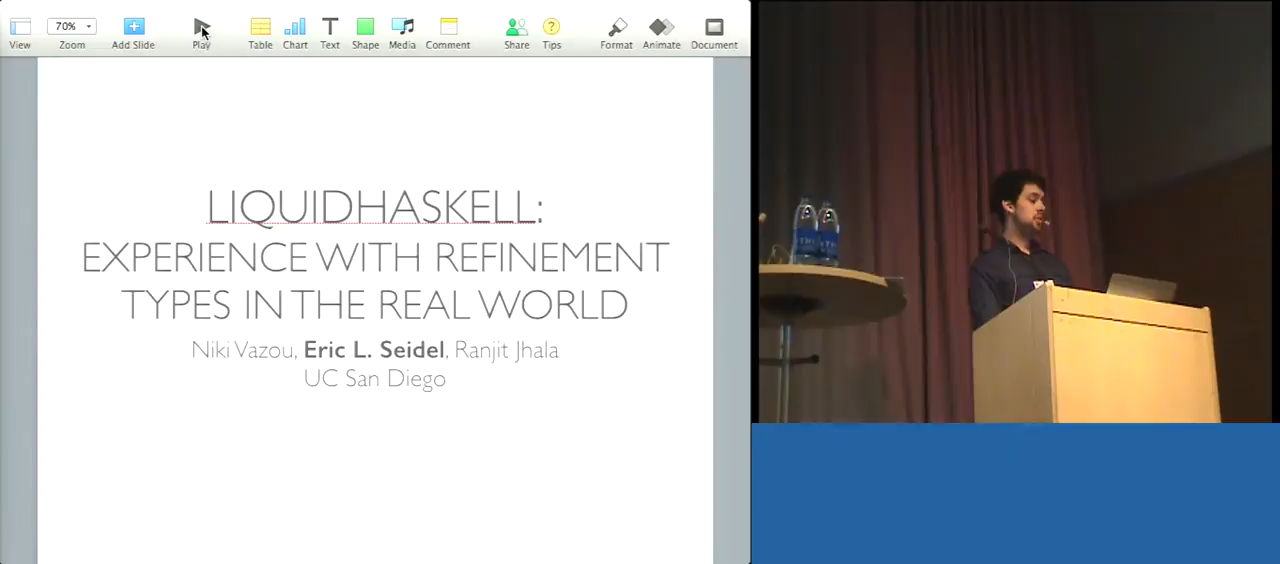 70%
View
Zoom
Add Slide
Play
Table
Chart
Text
Shape
Media
Comment
Share
Tips
Format
Animate
Document
LIQUIDHASKELL:
EXPERIENCE WITH REFINEMENT
TYPES IN THE REAL WORLD
Niki Vazou, Eric L. Seidel, Ranjit Jhala
UC San Diego